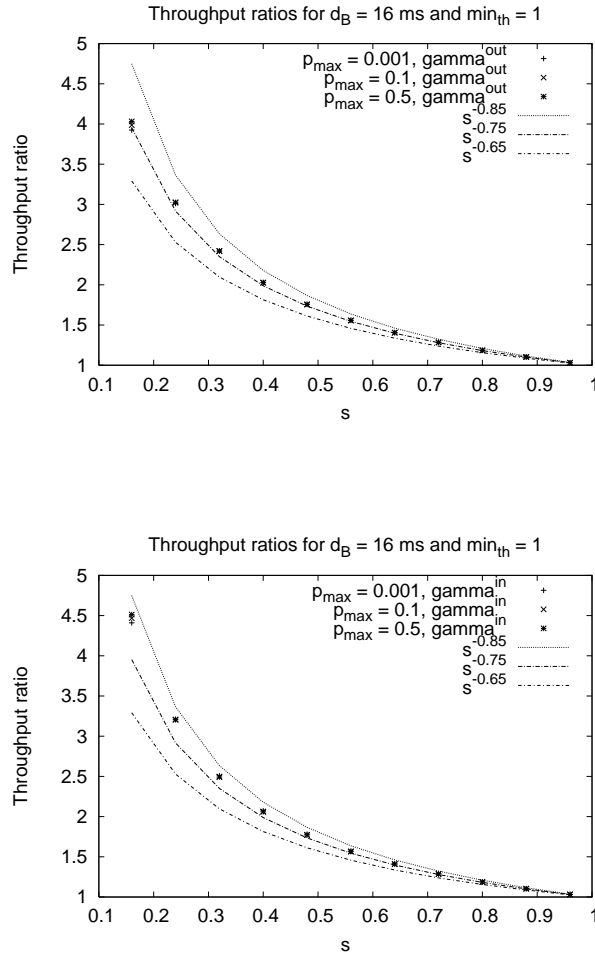 Throughput ratios for d_B = 16 ms and min_th = 1
p_max = 0.001, gamma^out
p_max = 0.1, gamma^out
p_max = 0.5, gamma^out
s^-0.85
s^-0.75
s^-0.65
5
4.5
4
3.5
3
2.5
2
1.5
1
Throughput ratio
0.1 0.2 0.3 0.4 0.5 0.6 0.7 0.8 0.9 1
s
Throughput ratios for d_B = 16 ms and min_th = 1
p_max = 0.001, gamma^in
p_max = 0.1, gamma^in
p_max = 0.5, gamma^in
s^-0.85
s^-0.75
s^-0.65
5
4.5
4
3.5
3
2.5
2
1.5
1
Throughput ratio
0.1 0.2 0.3 0.4 0.5 0.6 0.7 0.8 0.9 1
s